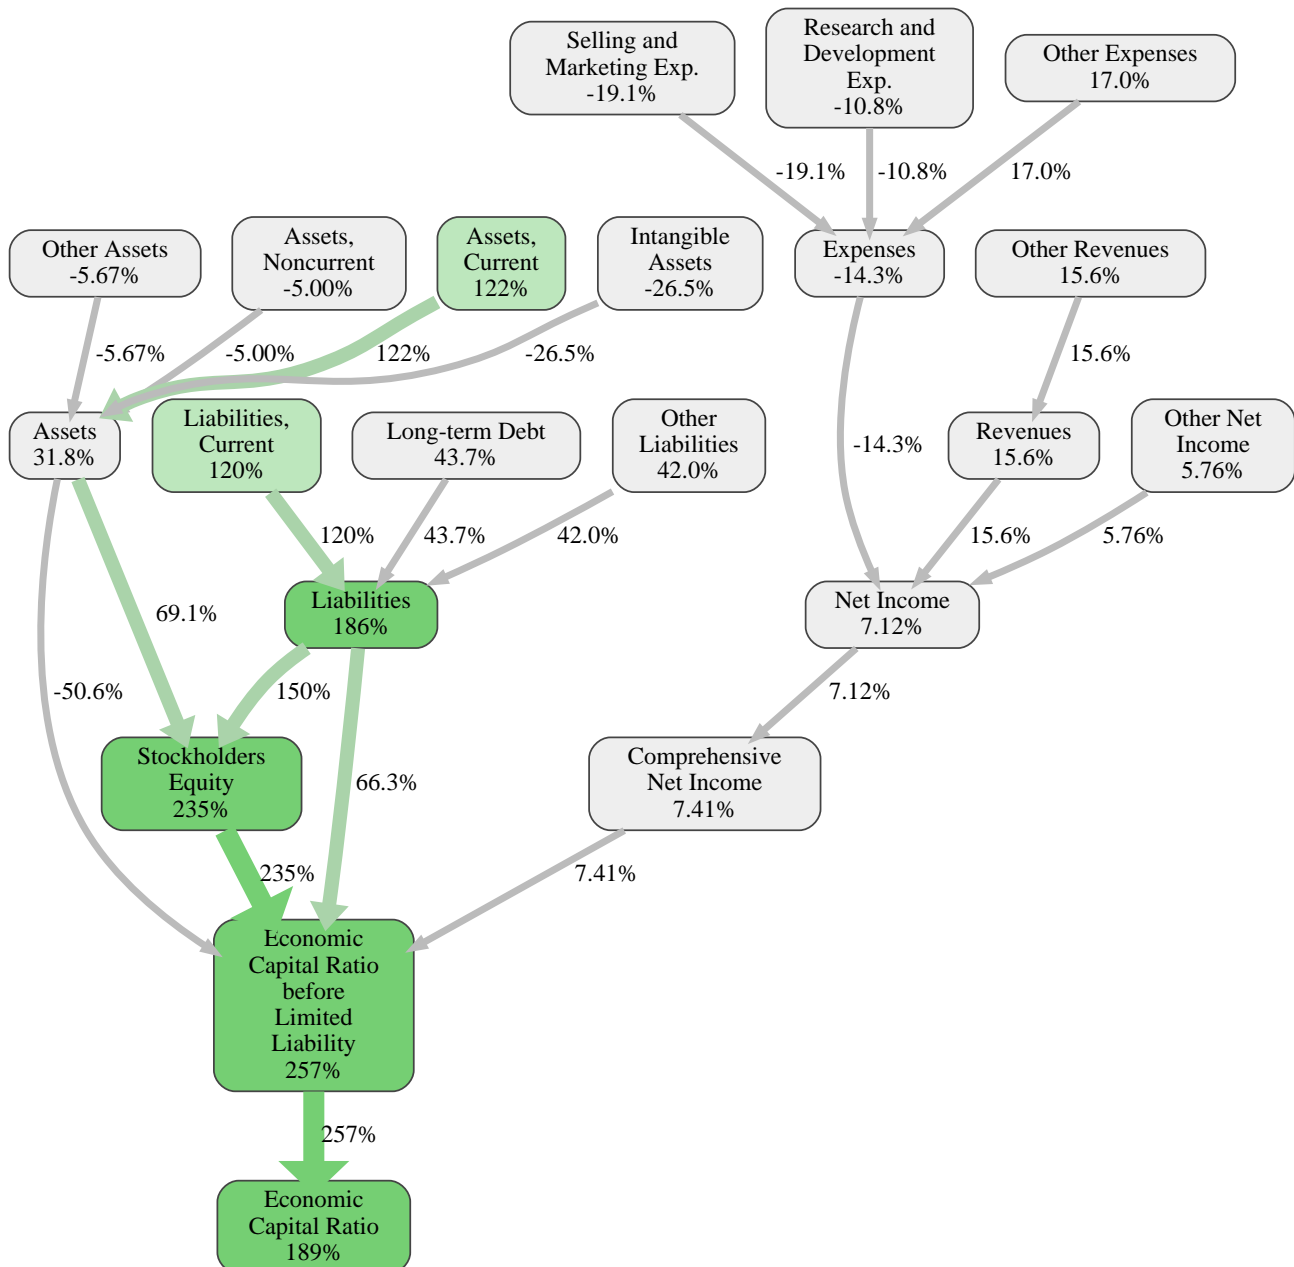 Selling and
Marketing Exp.
-19.1%
Research and
Development
Exp.
-10.8%
Other Expenses
17.0%
-19.1%
-10.8%
17.0%
Other Assets
-5.67%
Assets,
Noncurrent
-5.00%
Assets,
Current
122%
Intangible
Assets
-26.5%
Expenses
-14.3%
Other Revenues
15.6%
-5.67%
-5.00%
122%
-26.5%
15.6%
Assets
31.8%
Liabilities,
Current
120%
Long-term Debt
43.7%
Other
Liabilities
42.0%
-14.3%
Revenues
15.6%
Other Net
Income
5.76%
120%
43.7%
42.0%
15.6%
5.76%
69.1%
Liabilities
186%
Net Income
7.12%
-50.6%
150%
7.12%
Stockholders
Equity
235%
66.3%
Comprehensive
Net Income
7.41%
235%
7.41%
Economic
Capital Ratio
before
Limited
Liability
257%
257%
Economic
Capital Ratio
189%